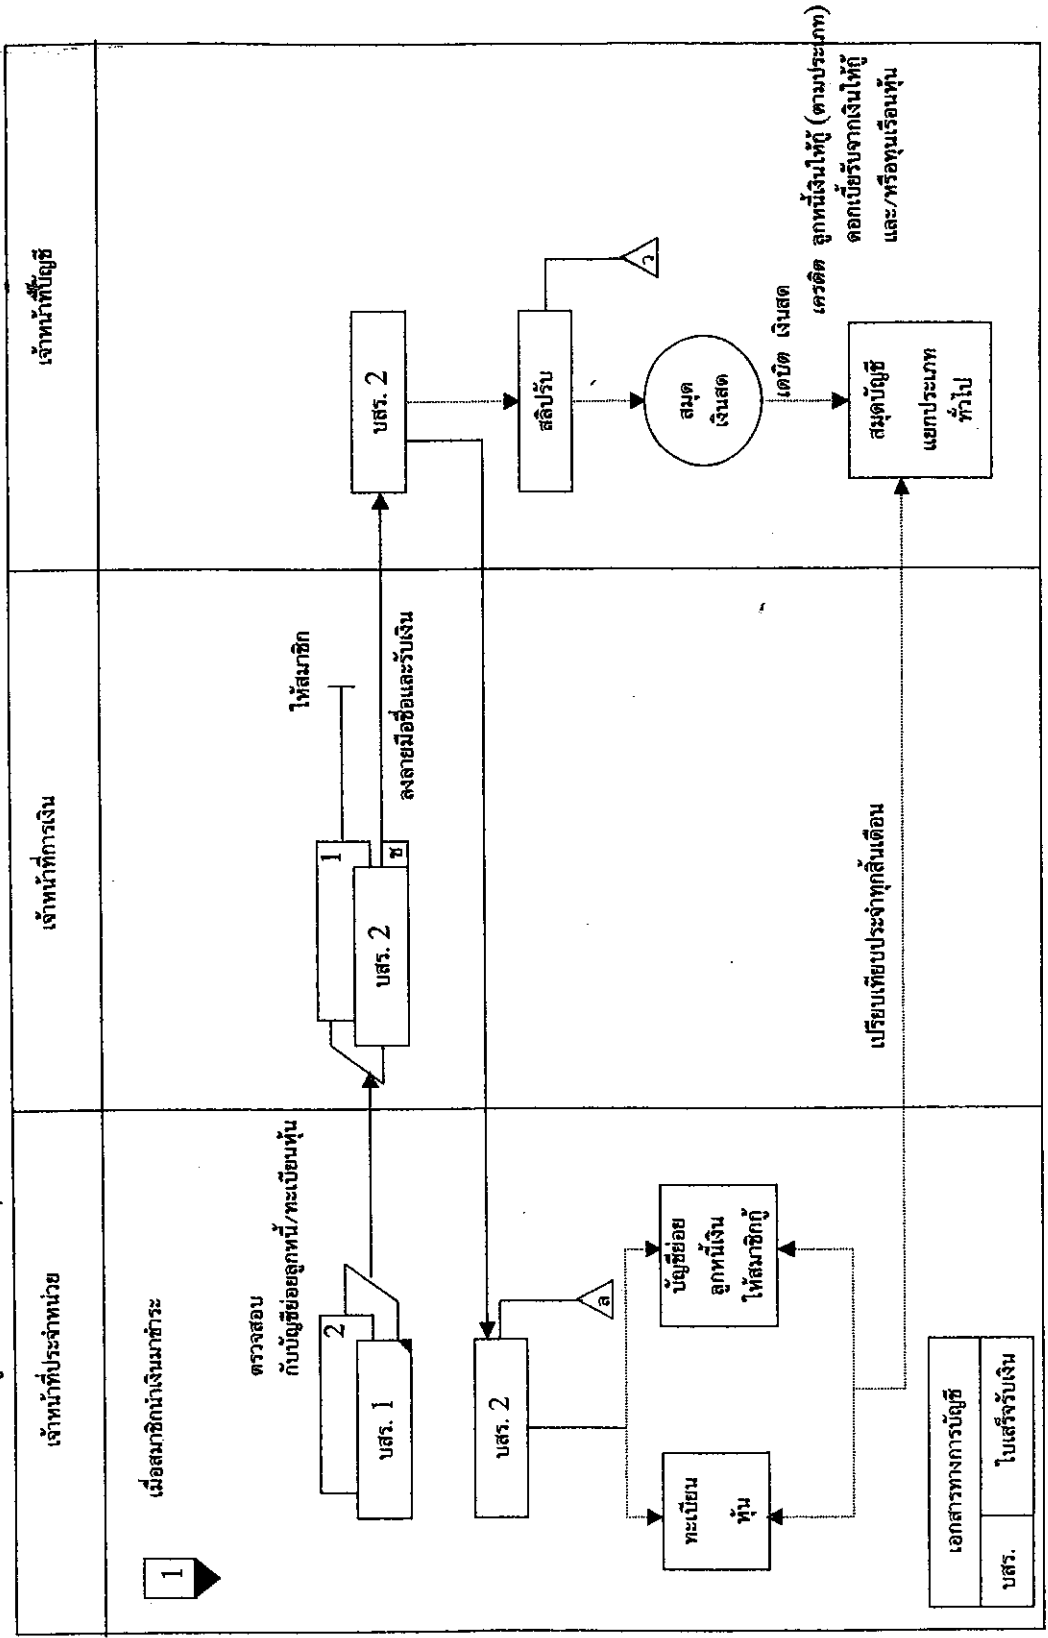 เจ้าหน้าที่ประจำหน่วย
เจ้าหน้าที่การเงิน
เจ้าหน้าที่บัญชี
1
เมื่อสมาชิกนำเงินมาชำระ
ตรวจสอบ
กับบัญชีย่อยลูกหนี้/ทะเบียนหุ้น
2
บสร. 1
1
บสร. 2
ช
ให้สมาชิก
ลงลายมือชื่อและรับเงิน
บสร. 2
บสร. 2
ล
สลิปรับ
ว
สมุด
เงินสด
เดบิต เงินสด
เครดิต ลูกหนี้เงินให้กู้ (ตามประเภท)
ดอกเบี้ยรับจากเงินให้กู้
และ/หรือทุนเรือนหุ้น
ทะเบียน
หุ้น
บัญชีย่อย
ลูกหนี้เงิน
ให้สมาชิกกู้
เปรียบเทียบประจำทุกสิ้นเดือน
สมุดบัญชี
แยกประเภท
ทั่วไป
เอกสารทางการบัญชี
บสร. ใบเสร็จรับเงิน